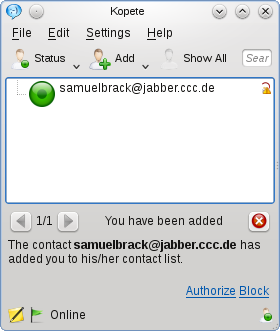 Kopete
File Edit Settings Help
Status Add Show All Sear
samuelbrack@jabber.ccc.de
1/1 You have been added
The contact samuelbrack@jabber.ccc.de has
added you to his/her contact list.
Authorize Block
Online